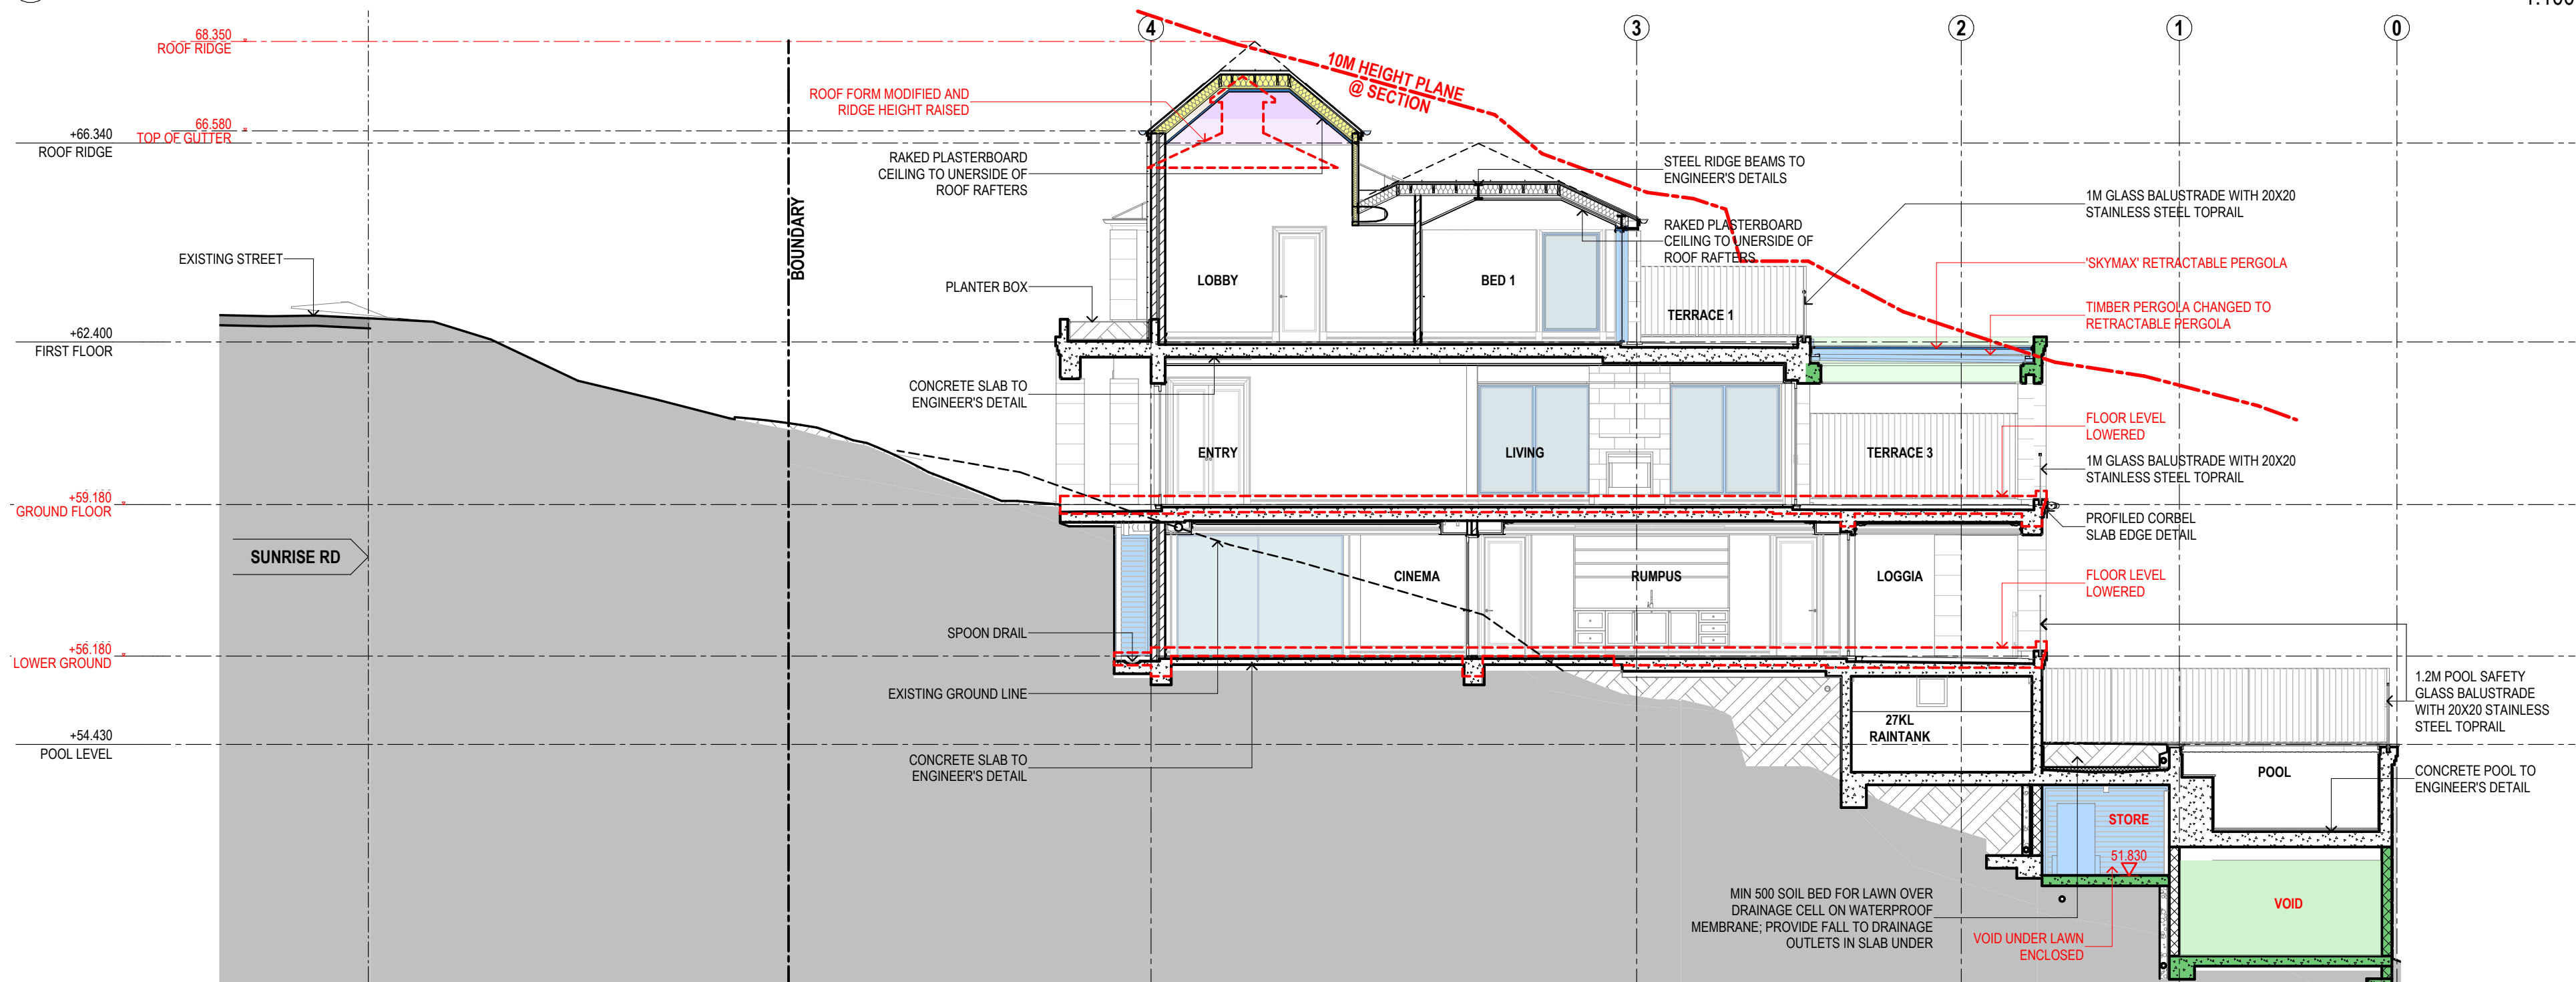 1:100
4
3
2
1
0
68.350
ROOF RIDGE
66.580
TOP OF GUTTER
+66.340
ROOF RIDGE
10M HEIGHT PLANE
@ SECTION
ROOF FORM MODIFIED AND
RIDGE HEIGHT RAISED
RAKED PLASTERBOARD
CEILING TO UNERSIDE OF
ROOF RAFTERS
STEEL RIDGE BEAMS TO
ENGINEER'S DETAILS
1M GLASS BALUSTRADE WITH 20X20
STAINLESS STEEL TOPRAIL
RAKED PLASTERBOARD
CEILING TO UNERSIDE OF
ROOF RAFTERS
BOUNDARY
EXISTING STREET
PLANTER BOX
LOBBY
BED 1
TERRACE 1
'SKYMAX' RETRACTABLE PERGOLA
TIMBER PERGOLA CHANGED TO
RETRACTABLE PERGOLA
+62.400
FIRST FLOOR
CONCRETE SLAB TO
ENGINEER'S DETAIL
ENTRY
LIVING
TERRACE 3
FLOOR LEVEL
LOWERED
1M GLASS BALUSTRADE WITH 20X20
STAINLESS STEEL TOPRAIL
+59.180
GROUND FLOOR
PROFILED CORBEL
SLAB EDGE DETAIL
SUNRISE RD
CINEMA
RUMPUS
LOGGIA
FLOOR LEVEL
LOWERED
SPOON DRAIL
+56.180
LOWER GROUND
EXISTING GROUND LINE
1.2M POOL SAFETY
GLASS BALUSTRADE
WITH 20X20 STAINLESS
STEEL TOPRAIL
27KL
RAINTANK
+54.430
POOL LEVEL
CONCRETE SLAB TO
ENGINEER'S DETAIL
POOL
CONCRETE POOL TO
ENGINEER'S DETAIL
STORE
51.830
MIN 500 SOIL BED FOR LAWN OVER
DRAINAGE CELL ON WATERPROOF
MEMBRANE; PROVIDE FALL TO DRAINAGE
OUTLETS IN SLAB UNDER
VOID UNDER LAWN
ENCLOSED
VOID